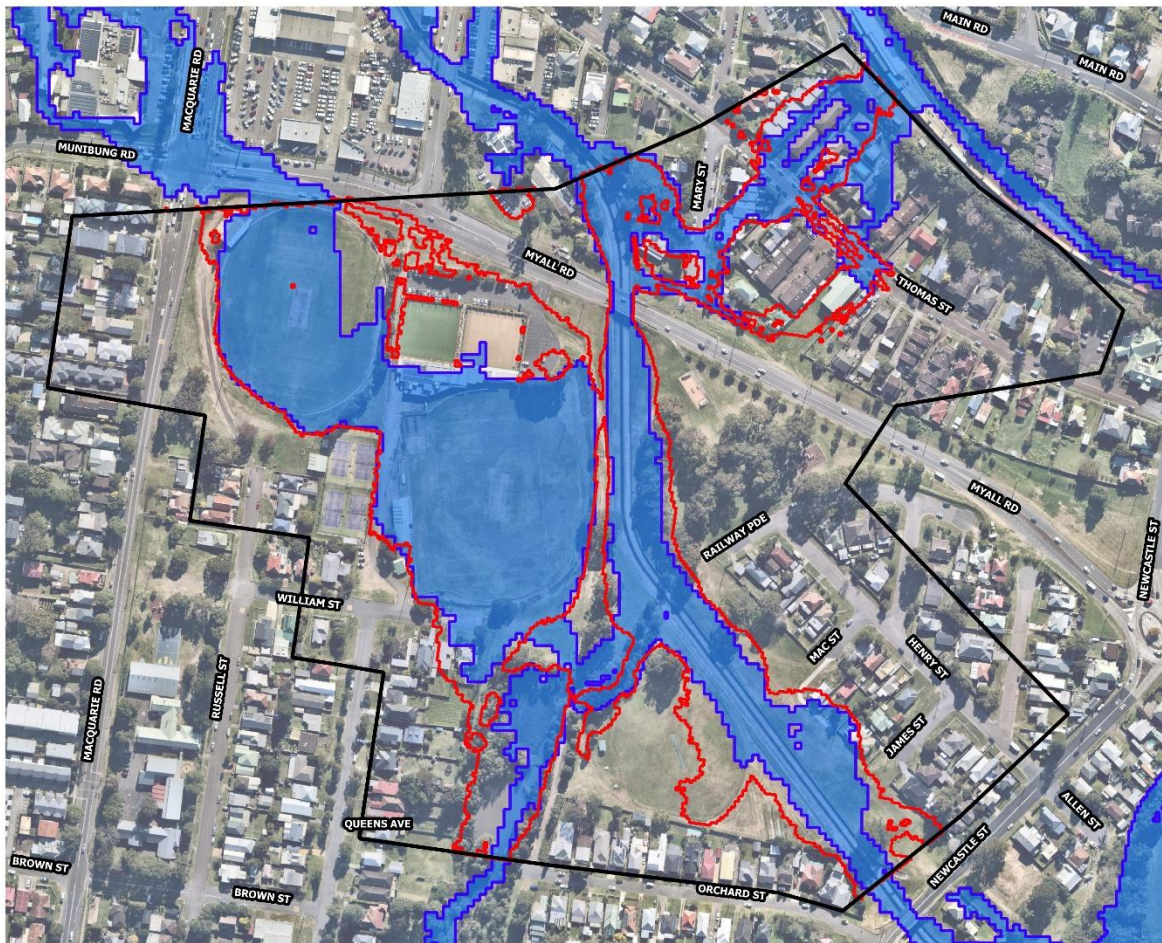 MAIN RD
MAIN RD
MACQUARIE RD
MUNIBUNG RD
MARY ST
MYALL RD
THOMAS ST
MYALL RD
NEWCASTLE ST
RAILWAY PDE
WILLIAM ST
MAC ST
HENRY ST
RUSSELL ST
MACQUARIE RD
JAMES ST
ALLEN ST
QUEENS AVE
NEWCASTLE ST
BROWN ST
BROWN ST
ORCHARD ST